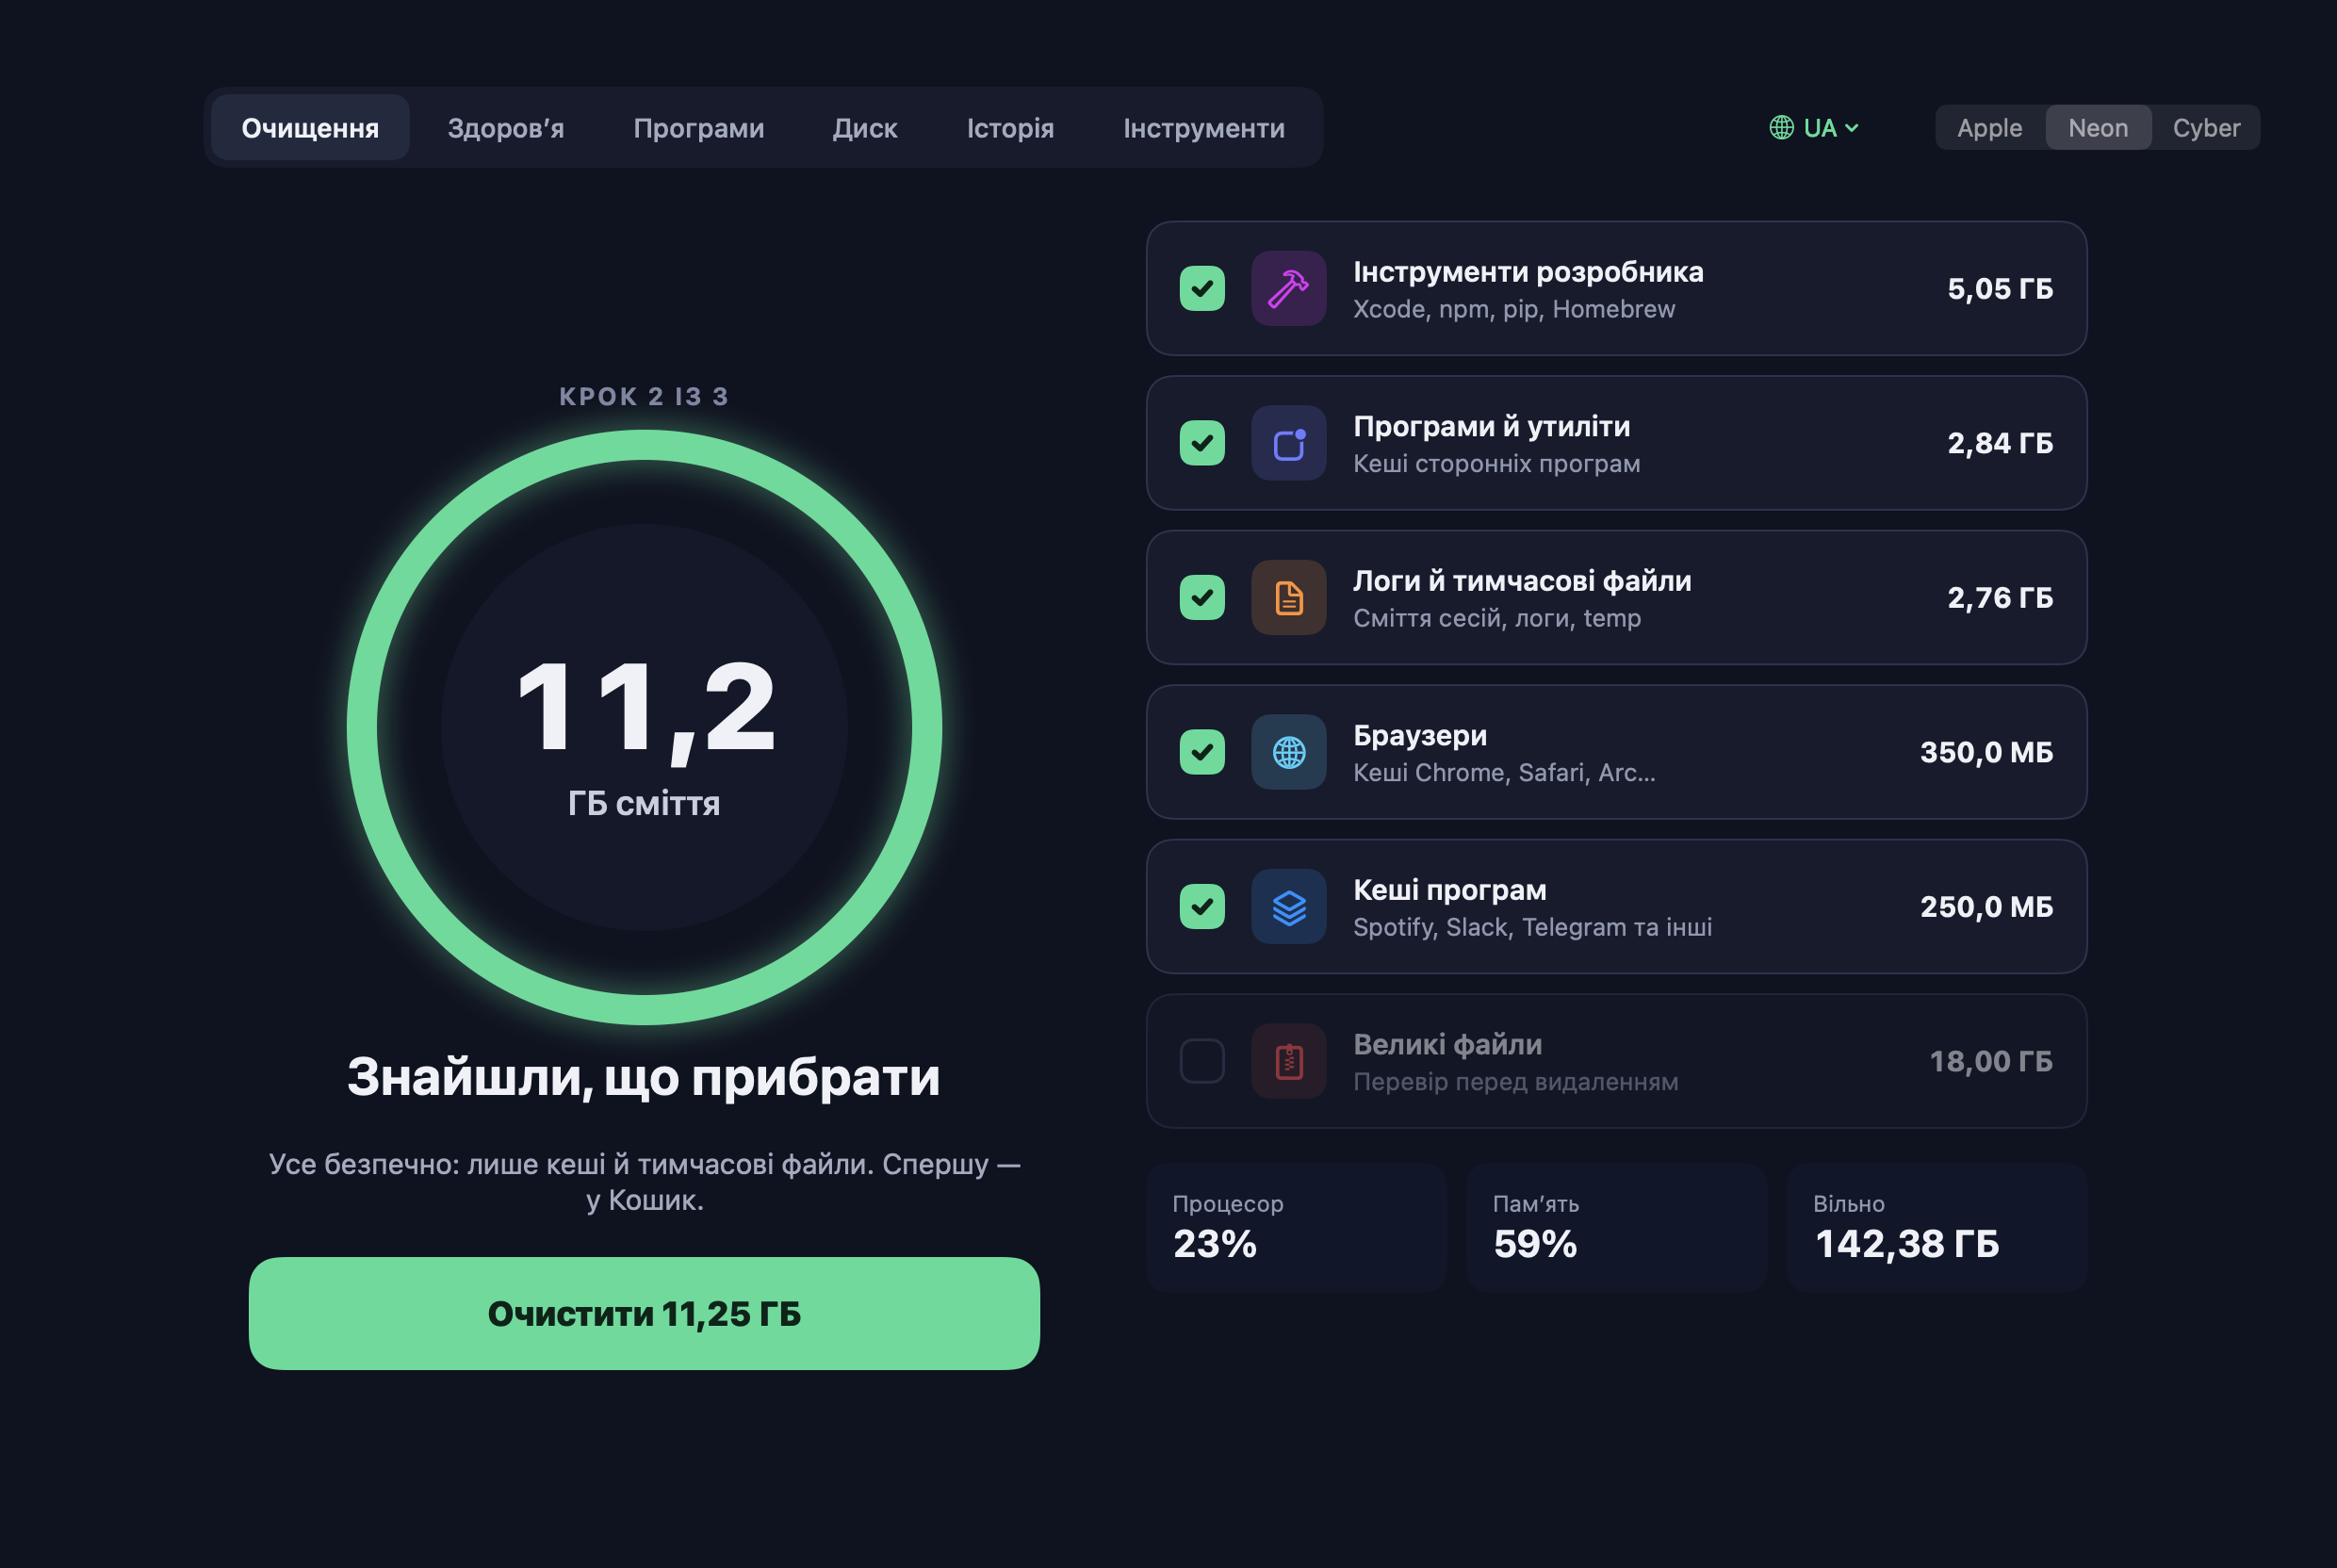 Очищення
Здоров’я
Програми
Диск
Історія
Інструменти
UA
Apple
Neon
Cyber
КРОК 2 ІЗ 3
11,2
ГБ сміття
Знайшли, що прибрати
Усе безпечно: лише кеші й тимчасові файли. Спершу —
у Кошик.
Очистити 11,25 ГБ
Інструменти розробника
Xcode, npm, pip, Homebrew
5,05 ГБ
Програми й утиліти
Кеші сторонніх програм
2,84 ГБ
Логи й тимчасові файли
Сміття сесій, логи, temp
2,76 ГБ
Браузери
Кеші Chrome, Safari, Arc...
350,0 МБ
Кеші програм
Spotify, Slack, Telegram та інші
250,0 МБ
Великі файли
Перевір перед видаленням
18,00 ГБ
Процесор
23%
Пам’ять
59%
Вільно
142,38 ГБ